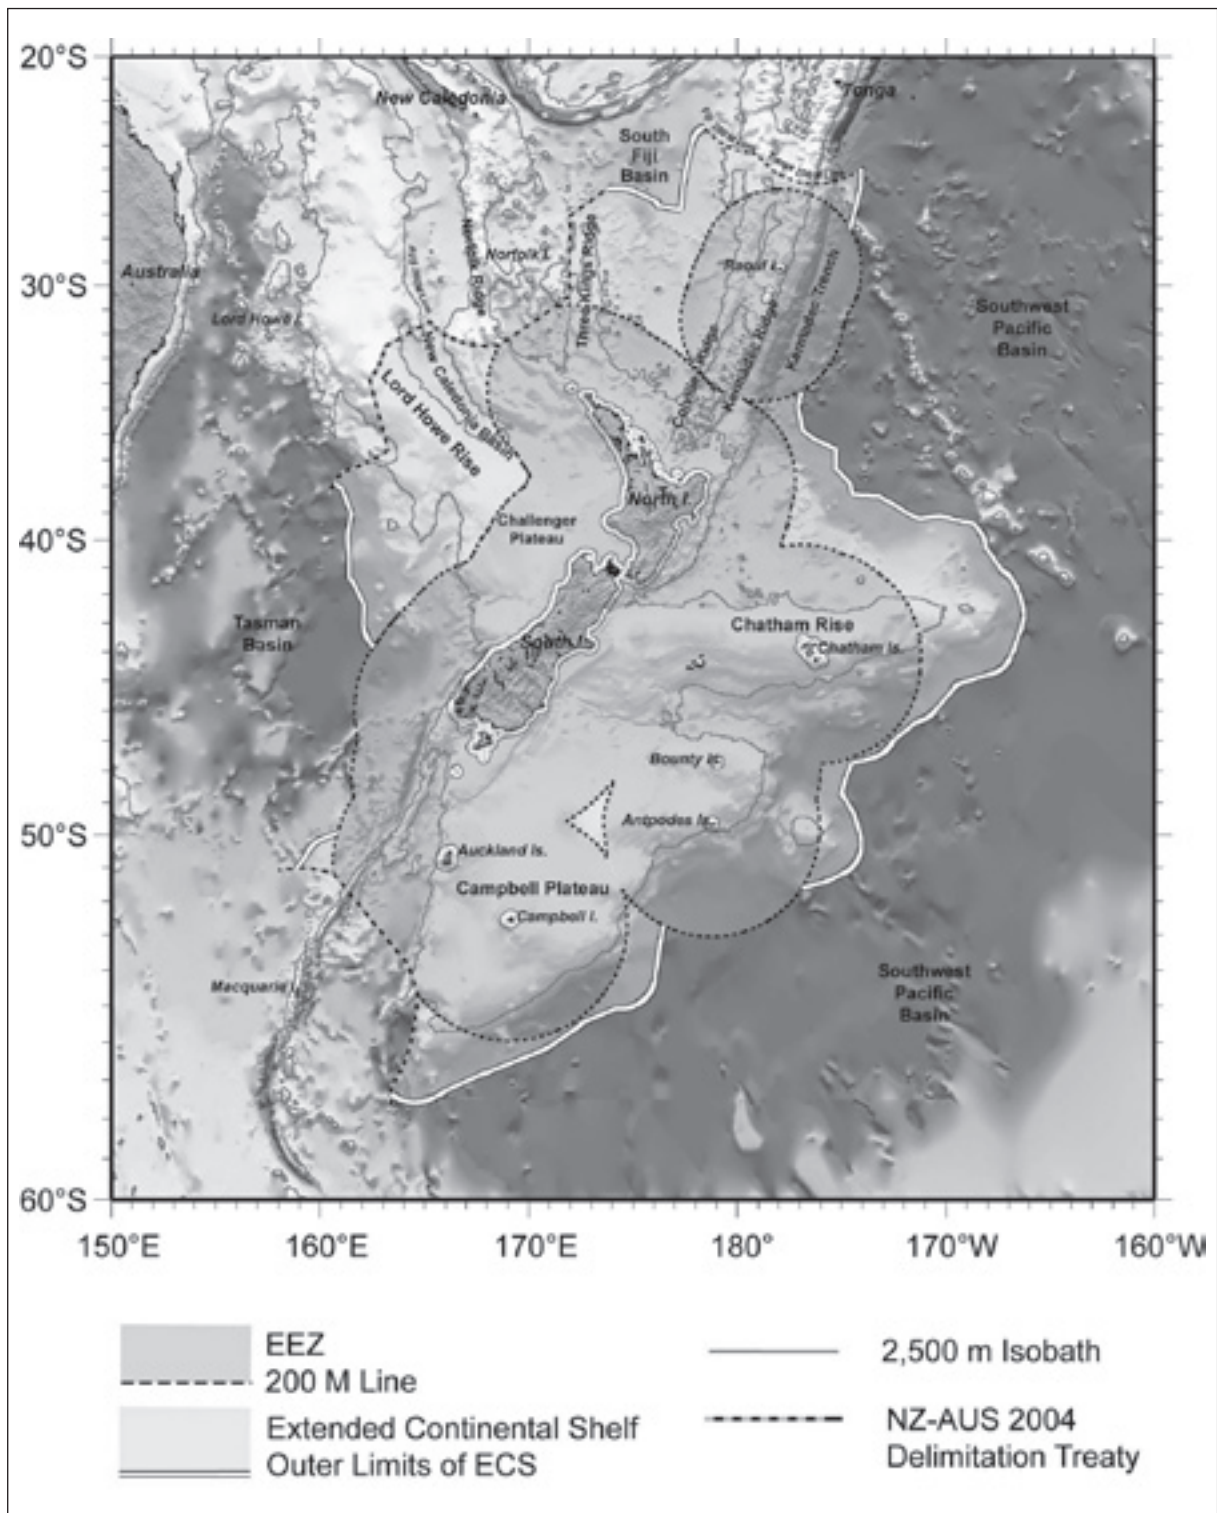 20°S
30°S
40°S
50°S
60°S
150°E
160°E
170°E
180°
170°W
160°W
New Caledonia
Tonga
South
Fiji
Basin
Australia
Lord Howe I.
Norfolk Ridge
Norfolk I.
Three Kings Ridge
Raoul I.
Colville Ridge
Kermadec Ridge
Kermadec Trench
Southwest
Pacific
Basin
New Caledonia Basin
Lord Howe Rise
Challenger
Plateau
North I.
Tasman
Basin
South Is.
Chatham Rise
Chatham Is.
Bounty Is.
Antpodes Is.
Auckland Is.
Campbell Plateau
Campbell I.
Macquarie I.
Southwest
Pacific
Basin
EEZ
200 M Line
Extended Continental Shelf
Outer Limits of ECS
2,500 m Isobath
NZ-AUS 2004
Delimitation Treaty